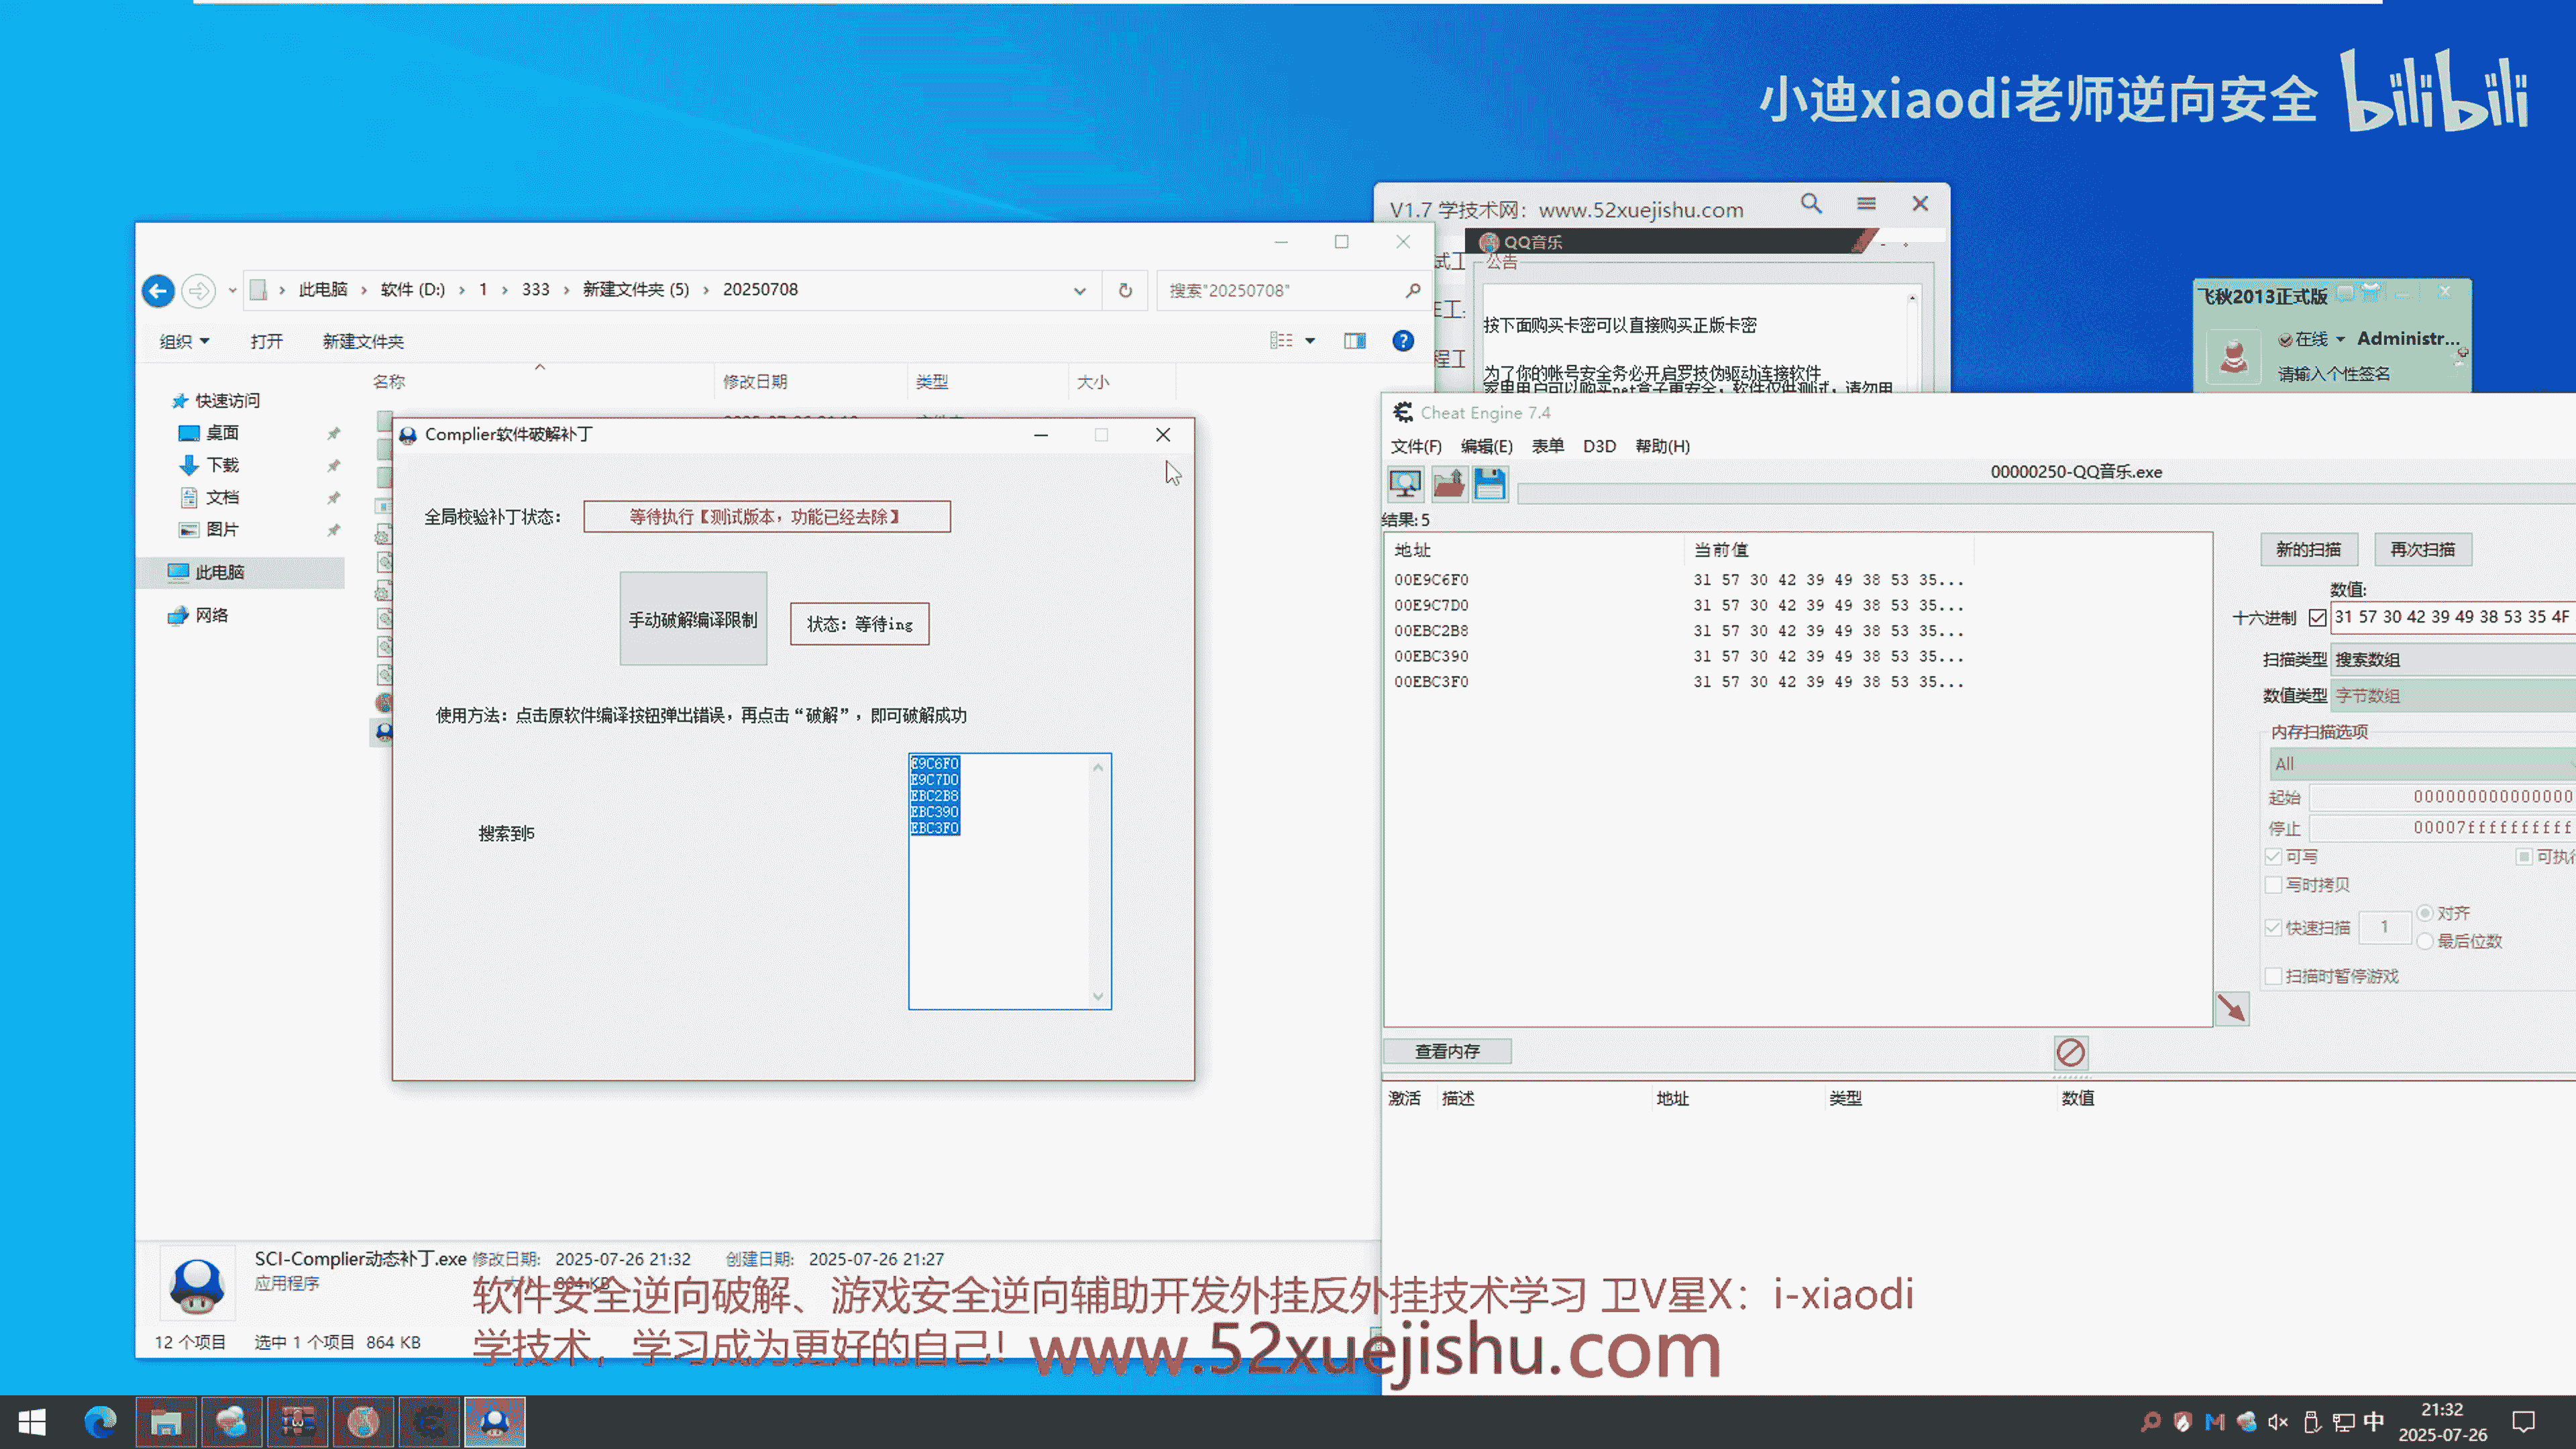 小迪xiaodi老师逆向安全 bilibili
V1.7 学技术网：www.52xuejishu.com
QQ音乐
公告
按下面购买卡密可以直接购买正版卡密
为了你的帐号安全务必开启罗技伪驱动连接软件
飞秋2013正式版
在线 Administr...
请输入个性签名
此电脑 › 软件 (D:) › 1 › 333 › 新建文件夹 (5) › 20250708
搜索"20250708"
组织 打开 新建文件夹
名称 修改日期 类型 大小
快速访问
桌面
下载
文档
图片
此电脑
网络
Complier软件破解补丁
全局校验补丁状态： 等待执行【测试版本，功能已经去除】
手动破解编译限制 状态：等待ing
使用方法：点击原软件编译按钮弹出错误，再点击“破解”，即可破解成功
E9C6F0
E9C7D0
EBC2B8
EBC390
EBC3F0
搜索到5
Cheat Engine 7.4
文件(F) 编辑(E) 表单 D3D 帮助(H)
00000250-QQ音乐.exe
结果: 5
地址 当前值
00E9C6F0 31 57 30 42 39 49 38 53 35...
00E9C7D0 31 57 30 42 39 49 38 53 35...
00EBC2B8 31 57 30 42 39 49 38 53 35...
00EBC390 31 57 30 42 39 49 38 53 35...
00EBC3F0 31 57 30 42 39 49 38 53 35...
新的扫描 再次扫描
数值:
十六进制 31 57 30 42 39 49 38 53 35 4F
扫描类型 搜索数组
数值类型 字节数组
内存扫描选项
All
起始 000000000000000
停止 00007ffffffffff
可写 可执行
写时拷贝
快速扫描 1 对齐
最后位数
扫描时暂停游戏
查看内存
激活 描述 地址 类型 数值
SCI-Complier动态补丁.exe 修改日期: 2025-07-26 21:32 创建日期: 2025-07-26 21:27
应用程序 864 KB
软件安全逆向破解、游戏安全逆向辅助开发外挂反外挂技术学习 卫V星X：i-xiaodi
12 个项目 选中 1 个项目 864 KB
学技术，学习成为更好的自己！www.52xuejishu.com
中
21:32
2025-07-26